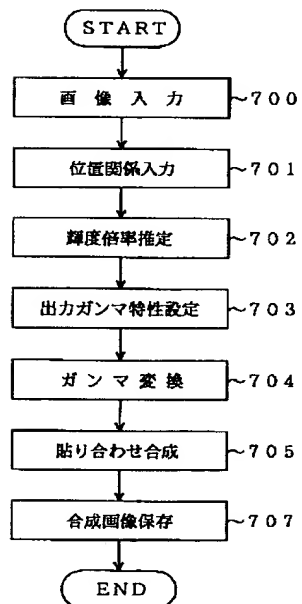 START
画像入力 ~700
位置関係入力 ~701
輝度倍率推定 ~702
出力ガンマ特性設定 ~703
ガンマ変換 ~704
貼り合わせ合成 ~705
合成画像保存 ~707
END